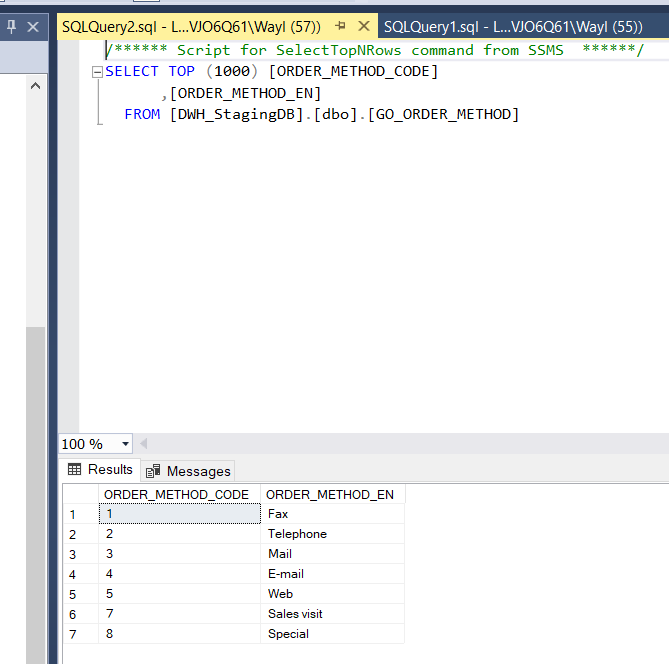 SQLQuery2.sql - L...VJO6Q61\Wayl (57))
SQLQuery1.sql - L...VJO6Q61\Wayl (55))
/****** Script for SelectTopNRows command from SSMS  ******/
SELECT TOP (1000) [ORDER_METHOD_CODE]
,[ORDER_METHOD_EN]
FROM [DWH_StagingDB].[dbo].[GO_ORDER_METHOD]
100 %
Results Messages
ORDER_METHOD_CODE ORDER_METHOD_EN
1 1 Fax
2 2 Telephone
3 3 Mail
4 4 E-mail
5 5 Web
6 7 Sales visit
7 8 Special